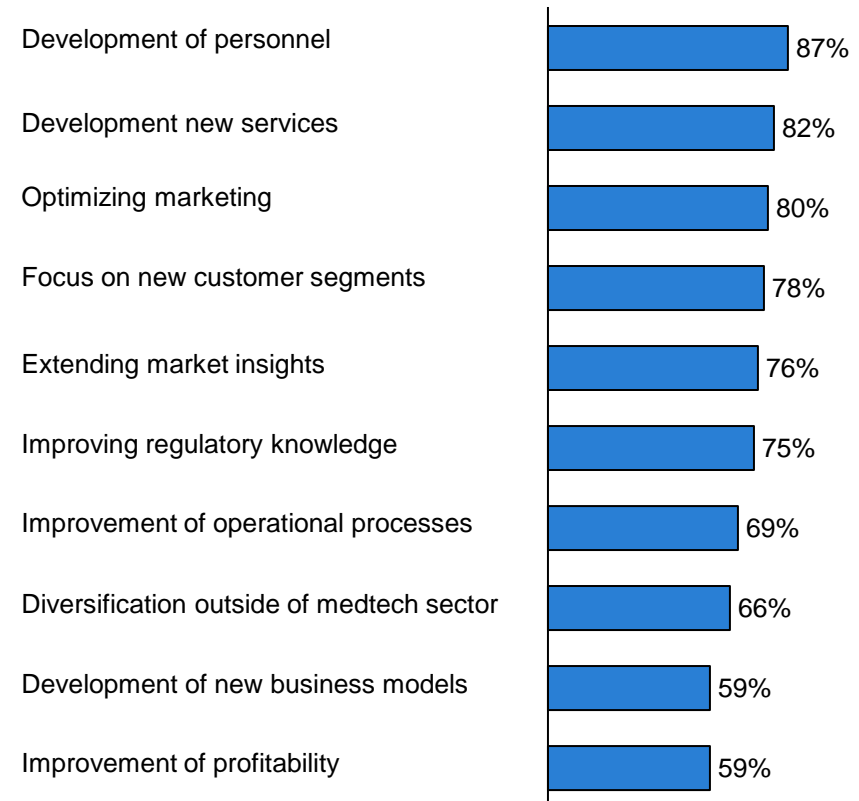 Development of personnel 87%
Development new services 82%
Optimizing marketing 80%
Focus on new customer segments 78%
Extending market insights 76%
Improving regulatory knowledge 75%
Improvement of operational processes 69%
Diversification outside of medtech sector 66%
Development of new business models 59%
Improvement of profitability 59%